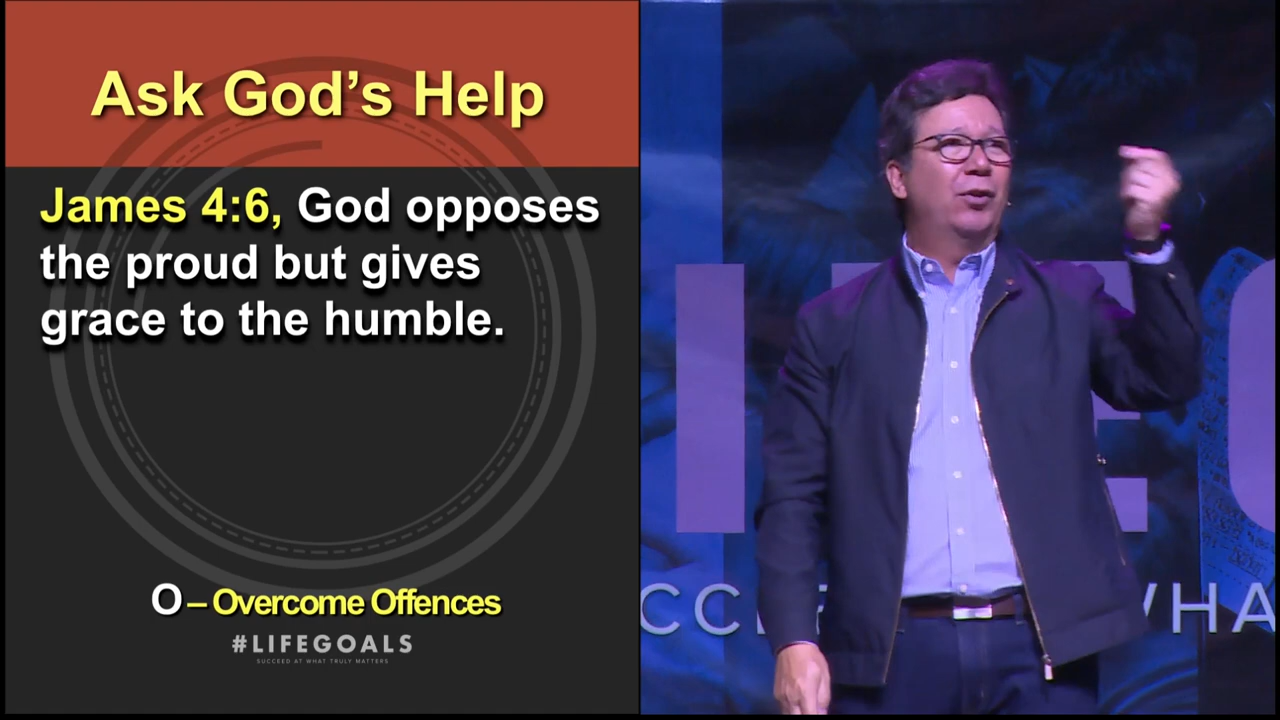 Ask God's Help
James 4:6, God opposes
the proud but gives
grace to the humble.
O – Overcome Offences
#LIFEGOALS
SUCCEED AT WHAT TRULY MATTERS